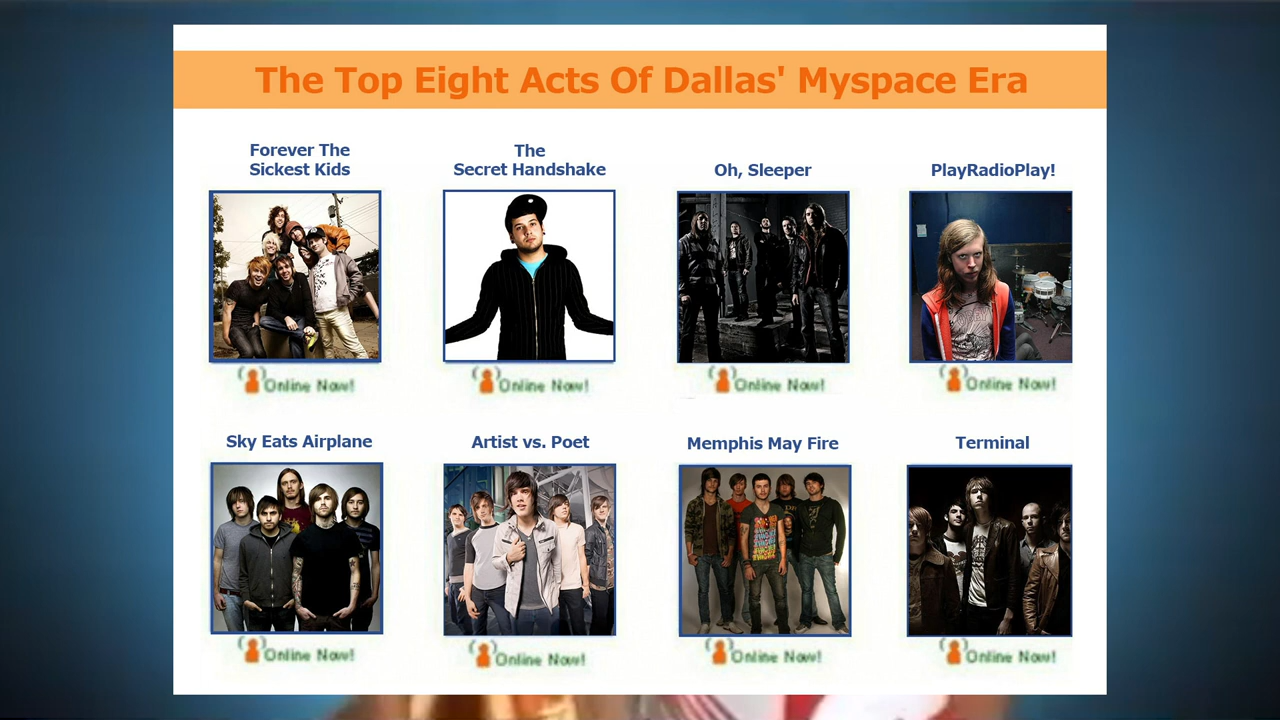 The Top Eight Acts Of Dallas' Myspace Era
Forever The
Sickest Kids
The
Secret Handshake
Oh, Sleeper
PlayRadioPlay!
Online Now!
Online Now!
Online Now!
Online Now!
Sky Eats Airplane
Artist vs. Poet
Memphis May Fire
Terminal
Online Now!
Online Now!
Online Now!
Online Now!